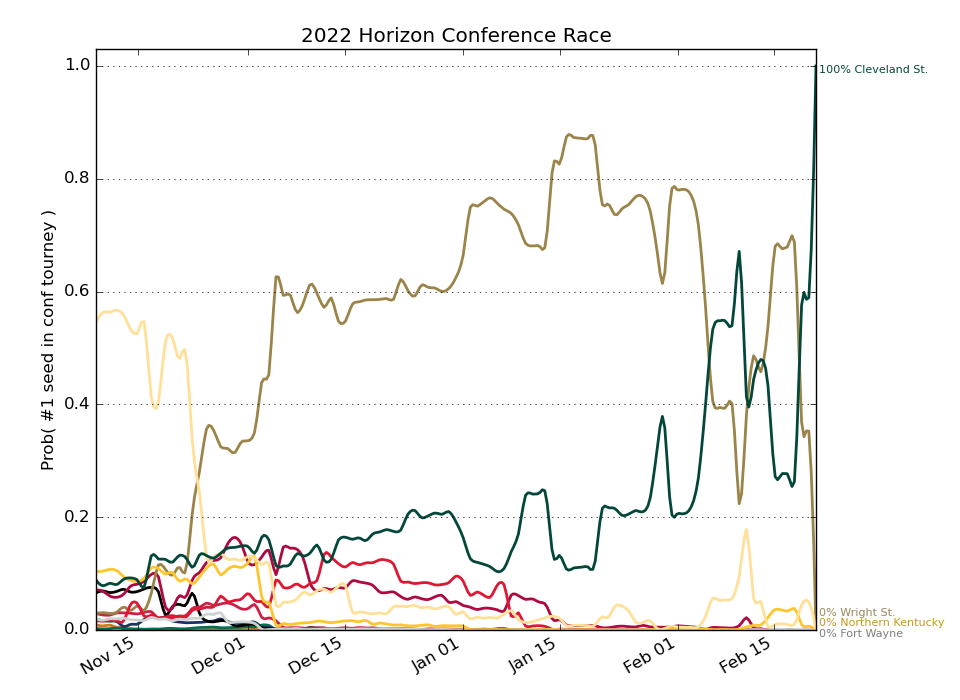 2022 Horizon Conference Race
Prob( #1 seed in conf tourney )
1.0
0.8
0.6
0.4
0.2
0.0
Nov 15
Dec 01
Dec 15
Jan 01
Jan 15
Feb 01
Feb 15
100% Cleveland St.
0% Wright St.
0% Northern Kentucky
0% Fort Wayne